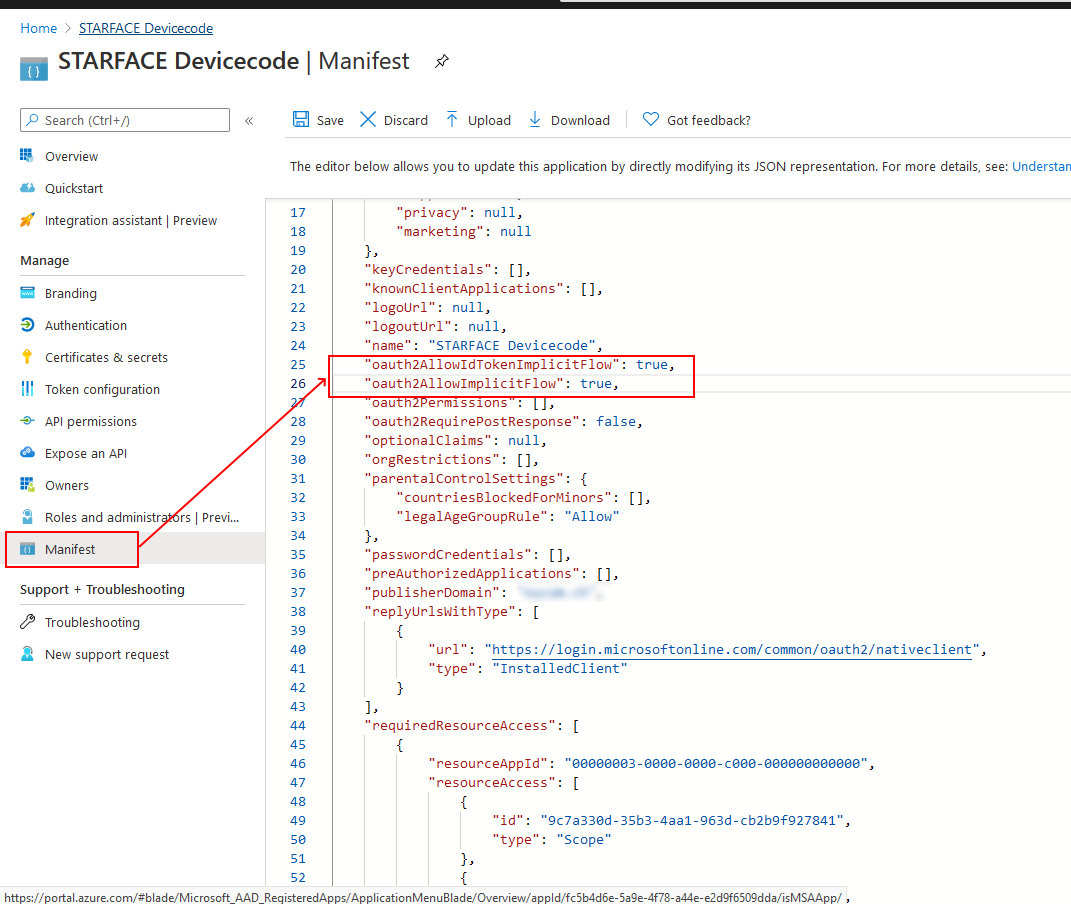 Home > STARFACE Devicecode
STARFACE Devicecode | Manifest
Search (Ctrl+/)
«
Overview
Quickstart
Integration assistant | Preview
Manage
Branding
Authentication
Certificates & secrets
Token configuration
API permissions
Expose an API
Owners
Roles and administrators | Previ...
Manifest
Support + Troubleshooting
Troubleshooting
New support request
Save Discard Upload Download Got feedback?
The editor below allows you to update this application by directly modifying its JSON representation. For more details, see: Understan
17 "privacy": null,
18 "marketing": null
19 },
20 "keyCredentials": [],
21 "knownClientApplications": [],
22 "logoUrl": null,
23 "logoutUrl": null,
24 "name": "STARFACE Devicecode",
25 "oauth2AllowIdTokenImplicitFlow": true,
26 "oauth2AllowImplicitFlow": true,
27 "oauth2Permissions": [],
28 "oauth2RequirePostResponse": false,
29 "optionalClaims": null,
30 "orgRestrictions": [],
31 "parentalControlSettings": {
32 "countriesBlockedForMinors": [],
33 "legalAgeGroupRule": "Allow"
34 },
35 "passwordCredentials": [],
36 "preAuthorizedApplications": [],
37 "publisherDomain":
38 "replyUrlsWithType": [
39 {
40 "url": "https://login.microsoftonline.com/common/oauth2/nativeclient",
41 "type": "InstalledClient"
42 }
43 ],
44 "requiredResourceAccess": [
45 {
46 "resourceAppId": "00000003-0000-0000-c000-000000000000",
47 "resourceAccess": [
48 {
49 "id": "9c7a330d-35b3-4aa1-963d-cb2b9f927841",
50 "type": "Scope"
51 },
52 {
https://portal.azure.com/#blade/Microsoft_AAD_RegisteredApps/ApplicationMenuBlade/Overview/appId/fc5b4d6e-5a9e-4f78-a44e-e2d9f6509dda/isMSAApp/ ,